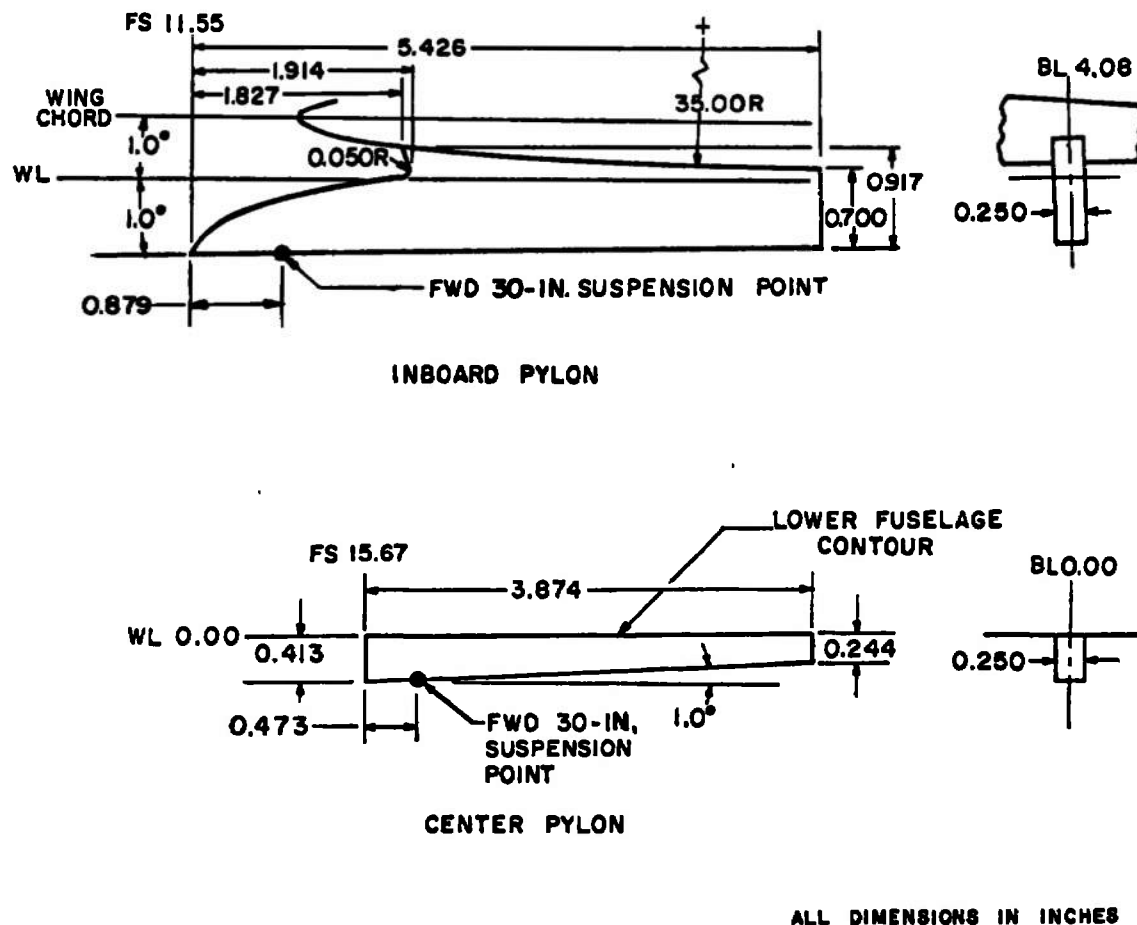 FS 11.55
5.426
1.914
1.827
WING
CHORD
1.0°
0.050R
35.00R
BL 4.08
WL
1.0°
0.917
0.700
0.250
0.879
FWD 30-IN. SUSPENSION POINT
INBOARD PYLON
LOWER FUSELAGE
CONTOUR
FS 15.67
3.874
BL 0.00
WL 0.00
0.413
0.244
0.250
0.473
FWD 30-IN.
SUSPENSION
POINT
1.0°
CENTER PYLON
ALL DIMENSIONS IN INCHES